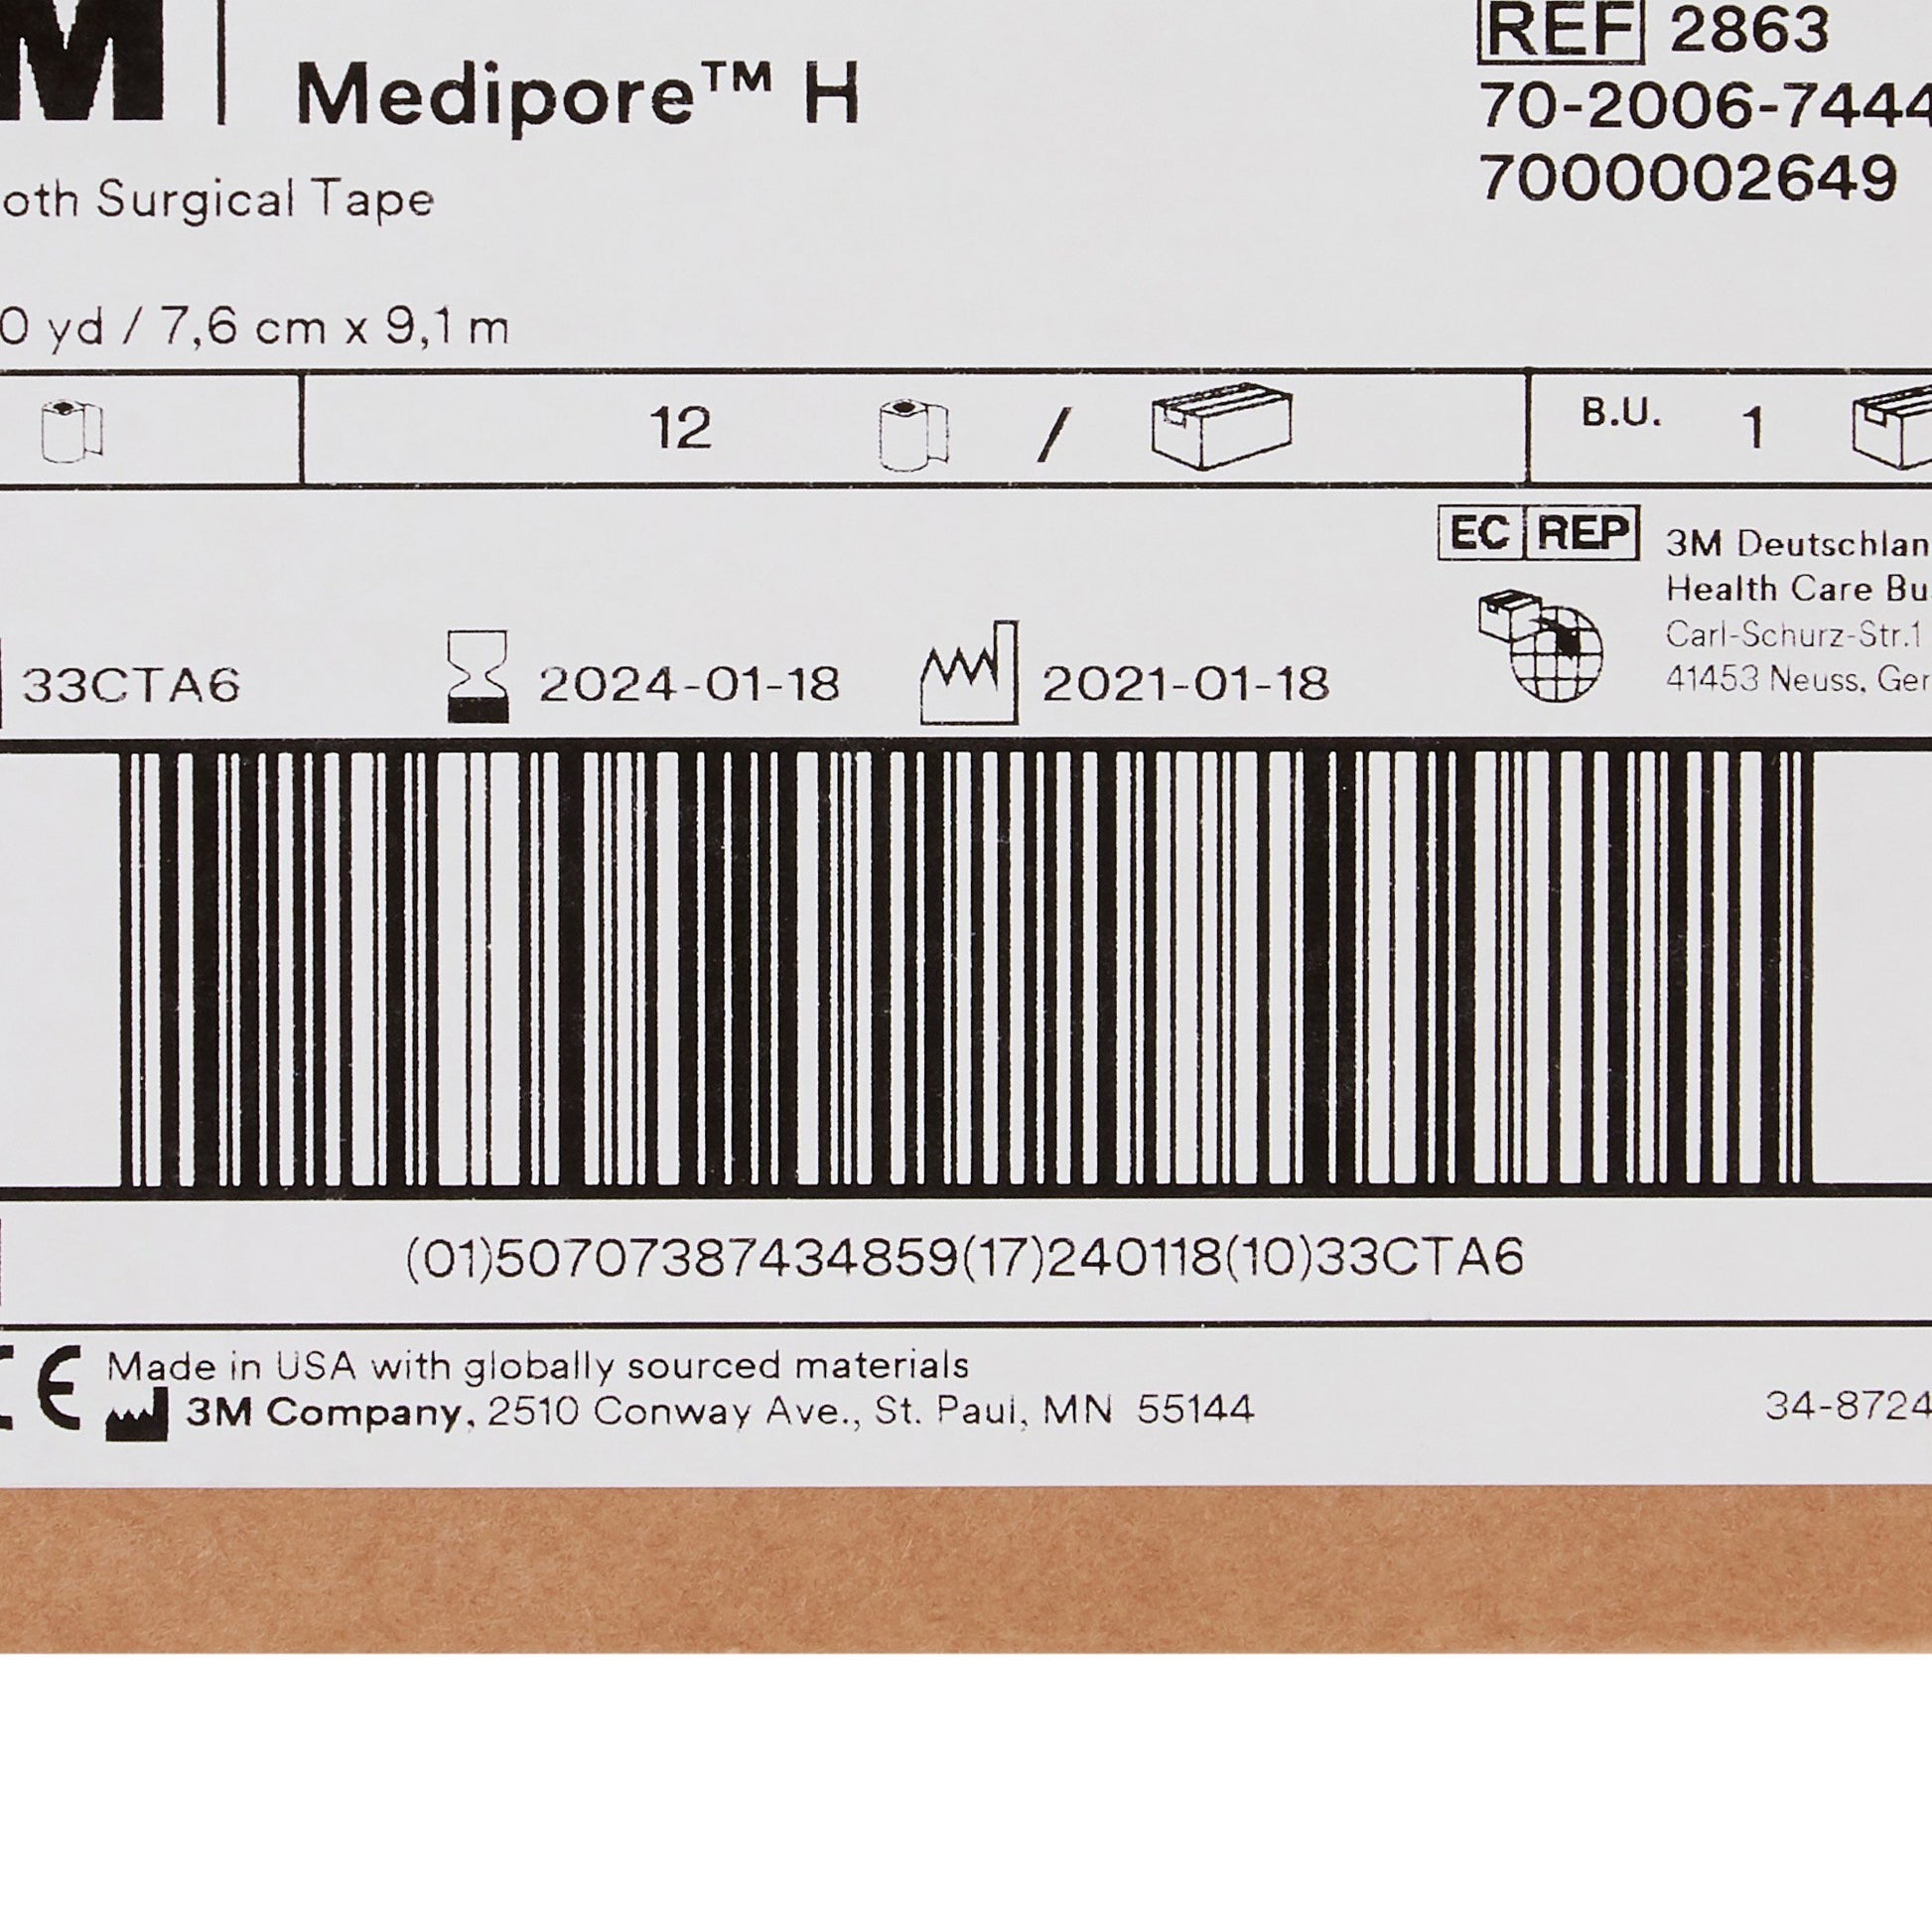 M
Medipore™ H
REF 2863
70-2006-7444
7000002649
oth Surgical Tape
0 yd / 7,6 cm x 9,1 m
12 /
B.U. 1
EC REP
3M Deutschlan
Health Care Bu
Carl-Schurz-Str.1
41453 Neuss, Ger
33CTA6
2024-01-18
2021-01-18
(01)50707387434859(17)240118(10)33CTA6
CE Made in USA with globally sourced materials
3M Company, 2510 Conway Ave., St. Paul, MN 55144
34-8724